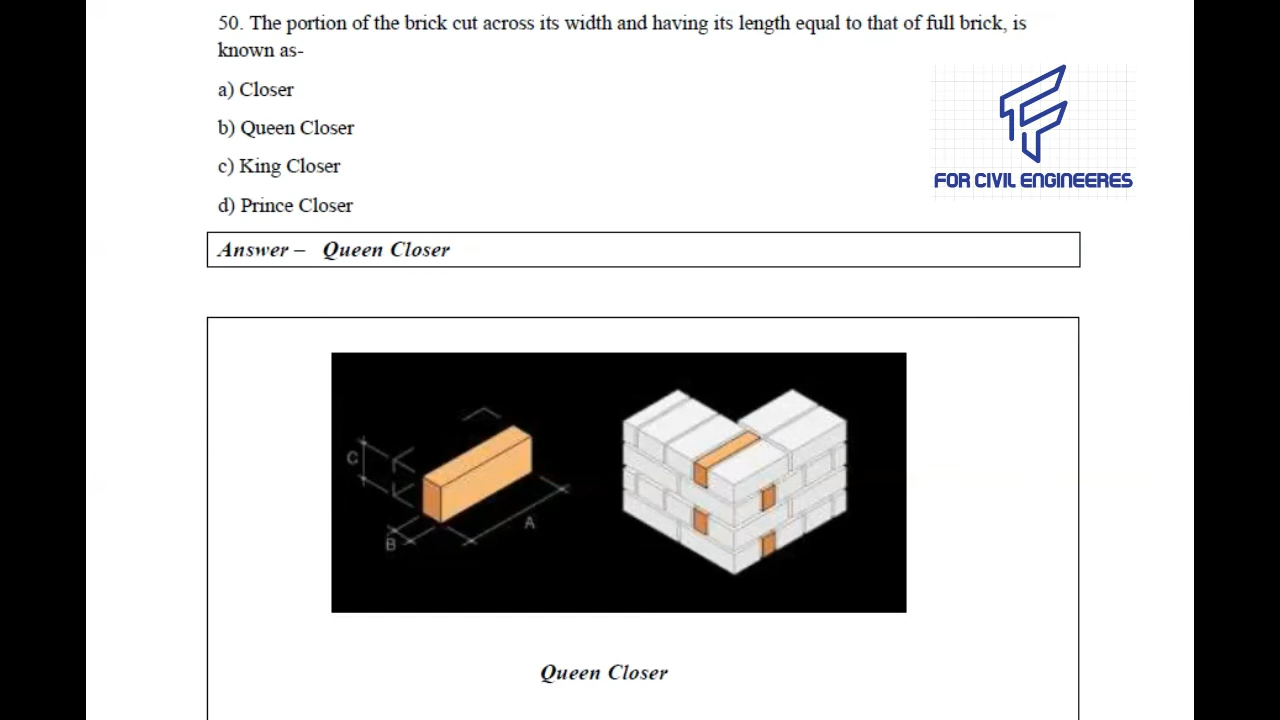 50. The portion of the brick cut across its width and having its length equal to that of full brick, is
known as-
a) Closer
b) Queen Closer
c) King Closer
d) Prince Closer
FOR CIVIL ENGINEERES
Answer – Queen Closer
C
B
A
Queen Closer